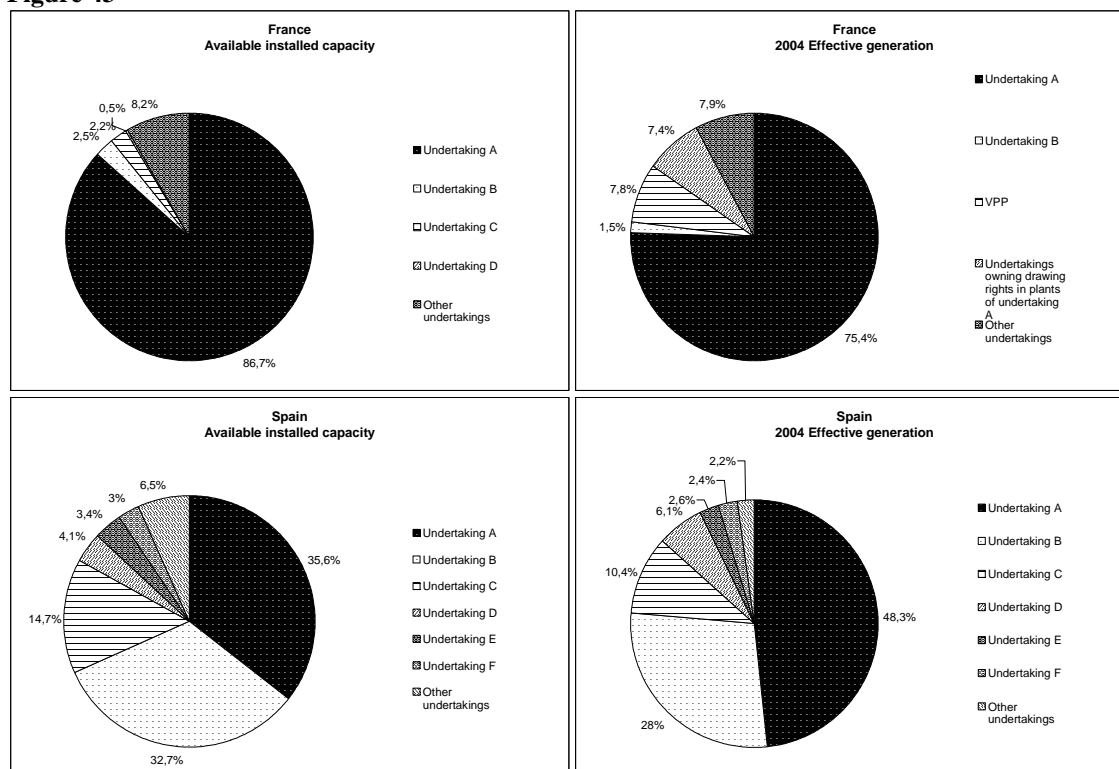 France
Available installed capacity
0,5%
8,2%
2,2%
2,5%
86,7%
Undertaking A
Undertaking B
Undertaking C
Undertaking D
Other
undertakings
France
2004 Effective generation
7,9%
7,4%
7,8%
1,5%
75,4%
Undertaking A
Undertaking B
VPP
Undertakings
owning drawing
rights in plants
of undertaking
A
Other
undertakings
Spain
Available installed capacity
6,5%
3%
3,4%
4,1%
14,7%
32,7%
35,6%
Undertaking A
Undertaking B
Undertaking C
Undertaking D
Undertaking E
Undertaking F
Other
undertakings
Spain
2004 Effective generation
2,2%
2,4%
2,6%
6,1%
10,4%
28%
48,3%
Undertaking A
Undertaking B
Undertaking C
Undertaking D
Undertaking E
Undertaking F
Other
undertakings